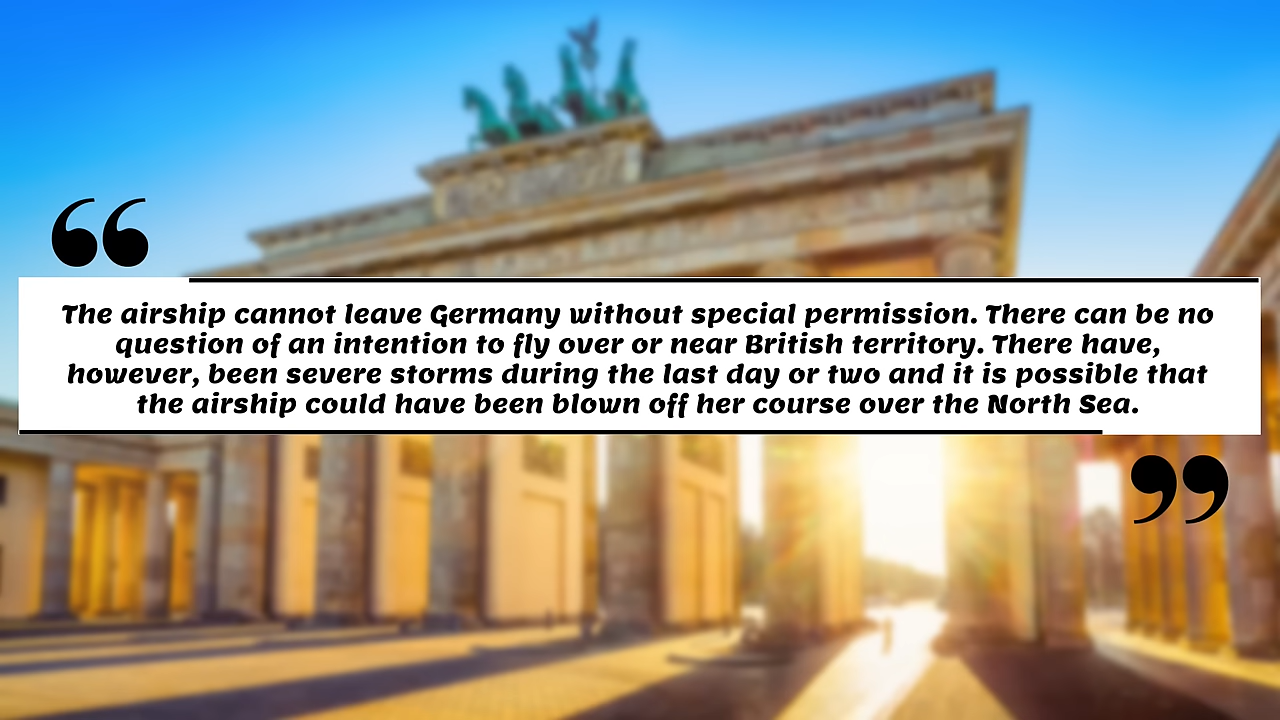 “
The airship cannot leave Germany without special permission. There can be no
question of an intention to fly over or near British territory. There have,
however, been severe storms during the last day or two and it is possible that
the airship could have been blown off her course over the North Sea.
”